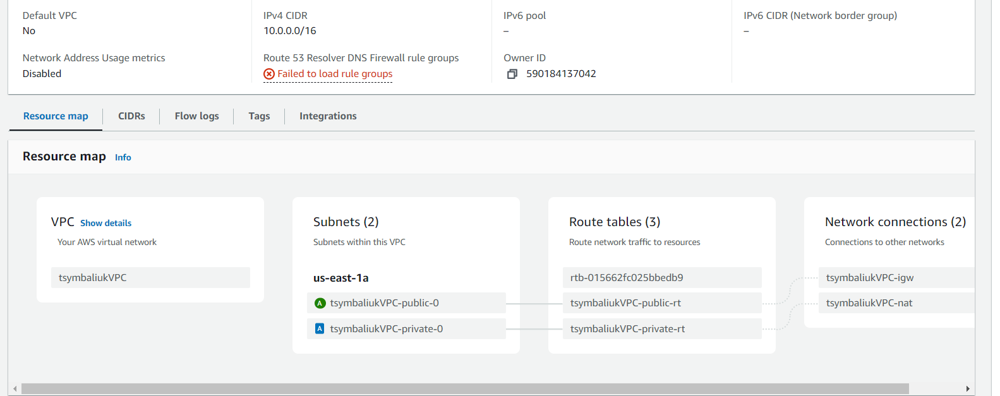 Default VPC
No
IPv4 CIDR
10.0.0.0/16
IPv6 pool
–
IPv6 CIDR (Network border group)
–
Network Address Usage metrics
Disabled
Route 53 Resolver DNS Firewall rule groups
Failed to load rule groups
Owner ID
590184137042
Resource map
CIDRs
Flow logs
Tags
Integrations
Resource map Info
VPC Show details
Your AWS virtual network
tsymbaliukVPC
Subnets (2)
Subnets within this VPC
us-east-1a
A tsymbaliukVPC-public-0
A tsymbaliukVPC-private-0
Route tables (3)
Route network traffic to resources
rtb-015662fc025bbedb9
tsymbaliukVPC-public-rt
tsymbaliukVPC-private-rt
Network connections (2)
Connections to other networks
tsymbaliukVPC-igw
tsymbaliukVPC-nat